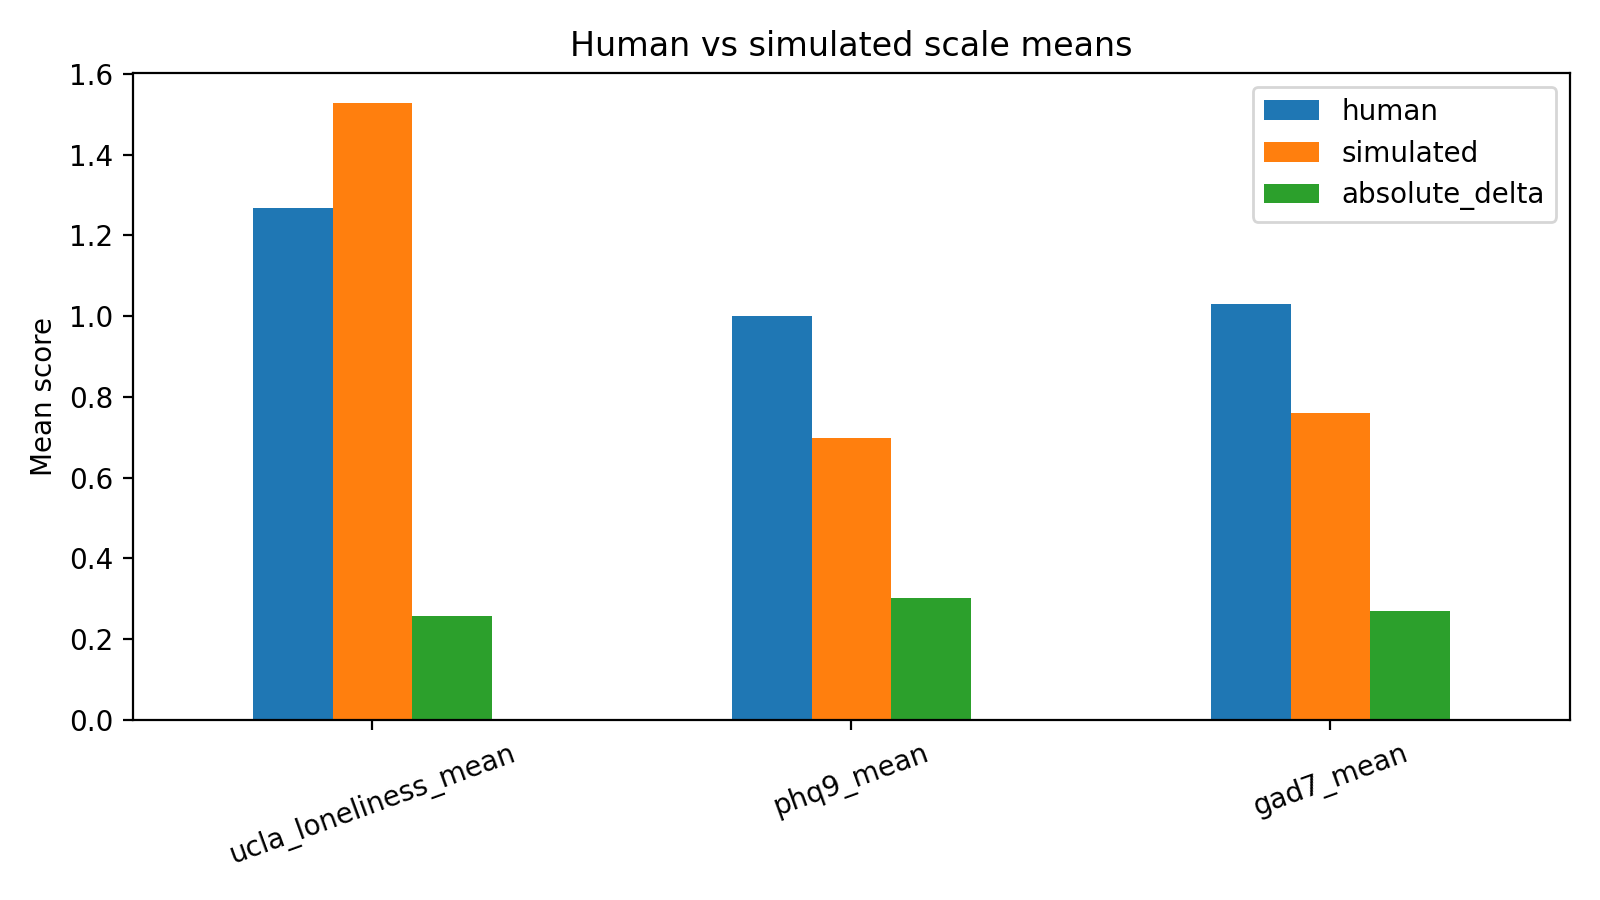 Human vs simulated scale means
Mean score
1.6
1.4
1.2
1.0
0.8
0.6
0.4
0.2
0.0
human
simulated
absolute_delta
ucla_loneliness_mean
phq9_mean
gad7_mean